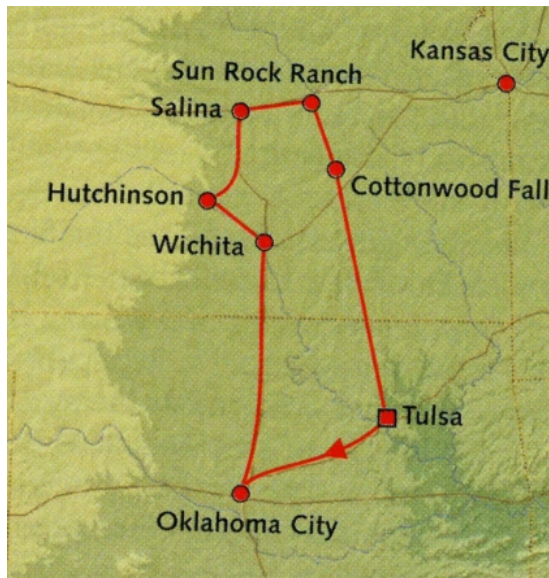 Kansas City
Sun Rock Ranch
Salina
Hutchinson
Cottonwood Fall
Wichita
Tulsa
Oklahoma City